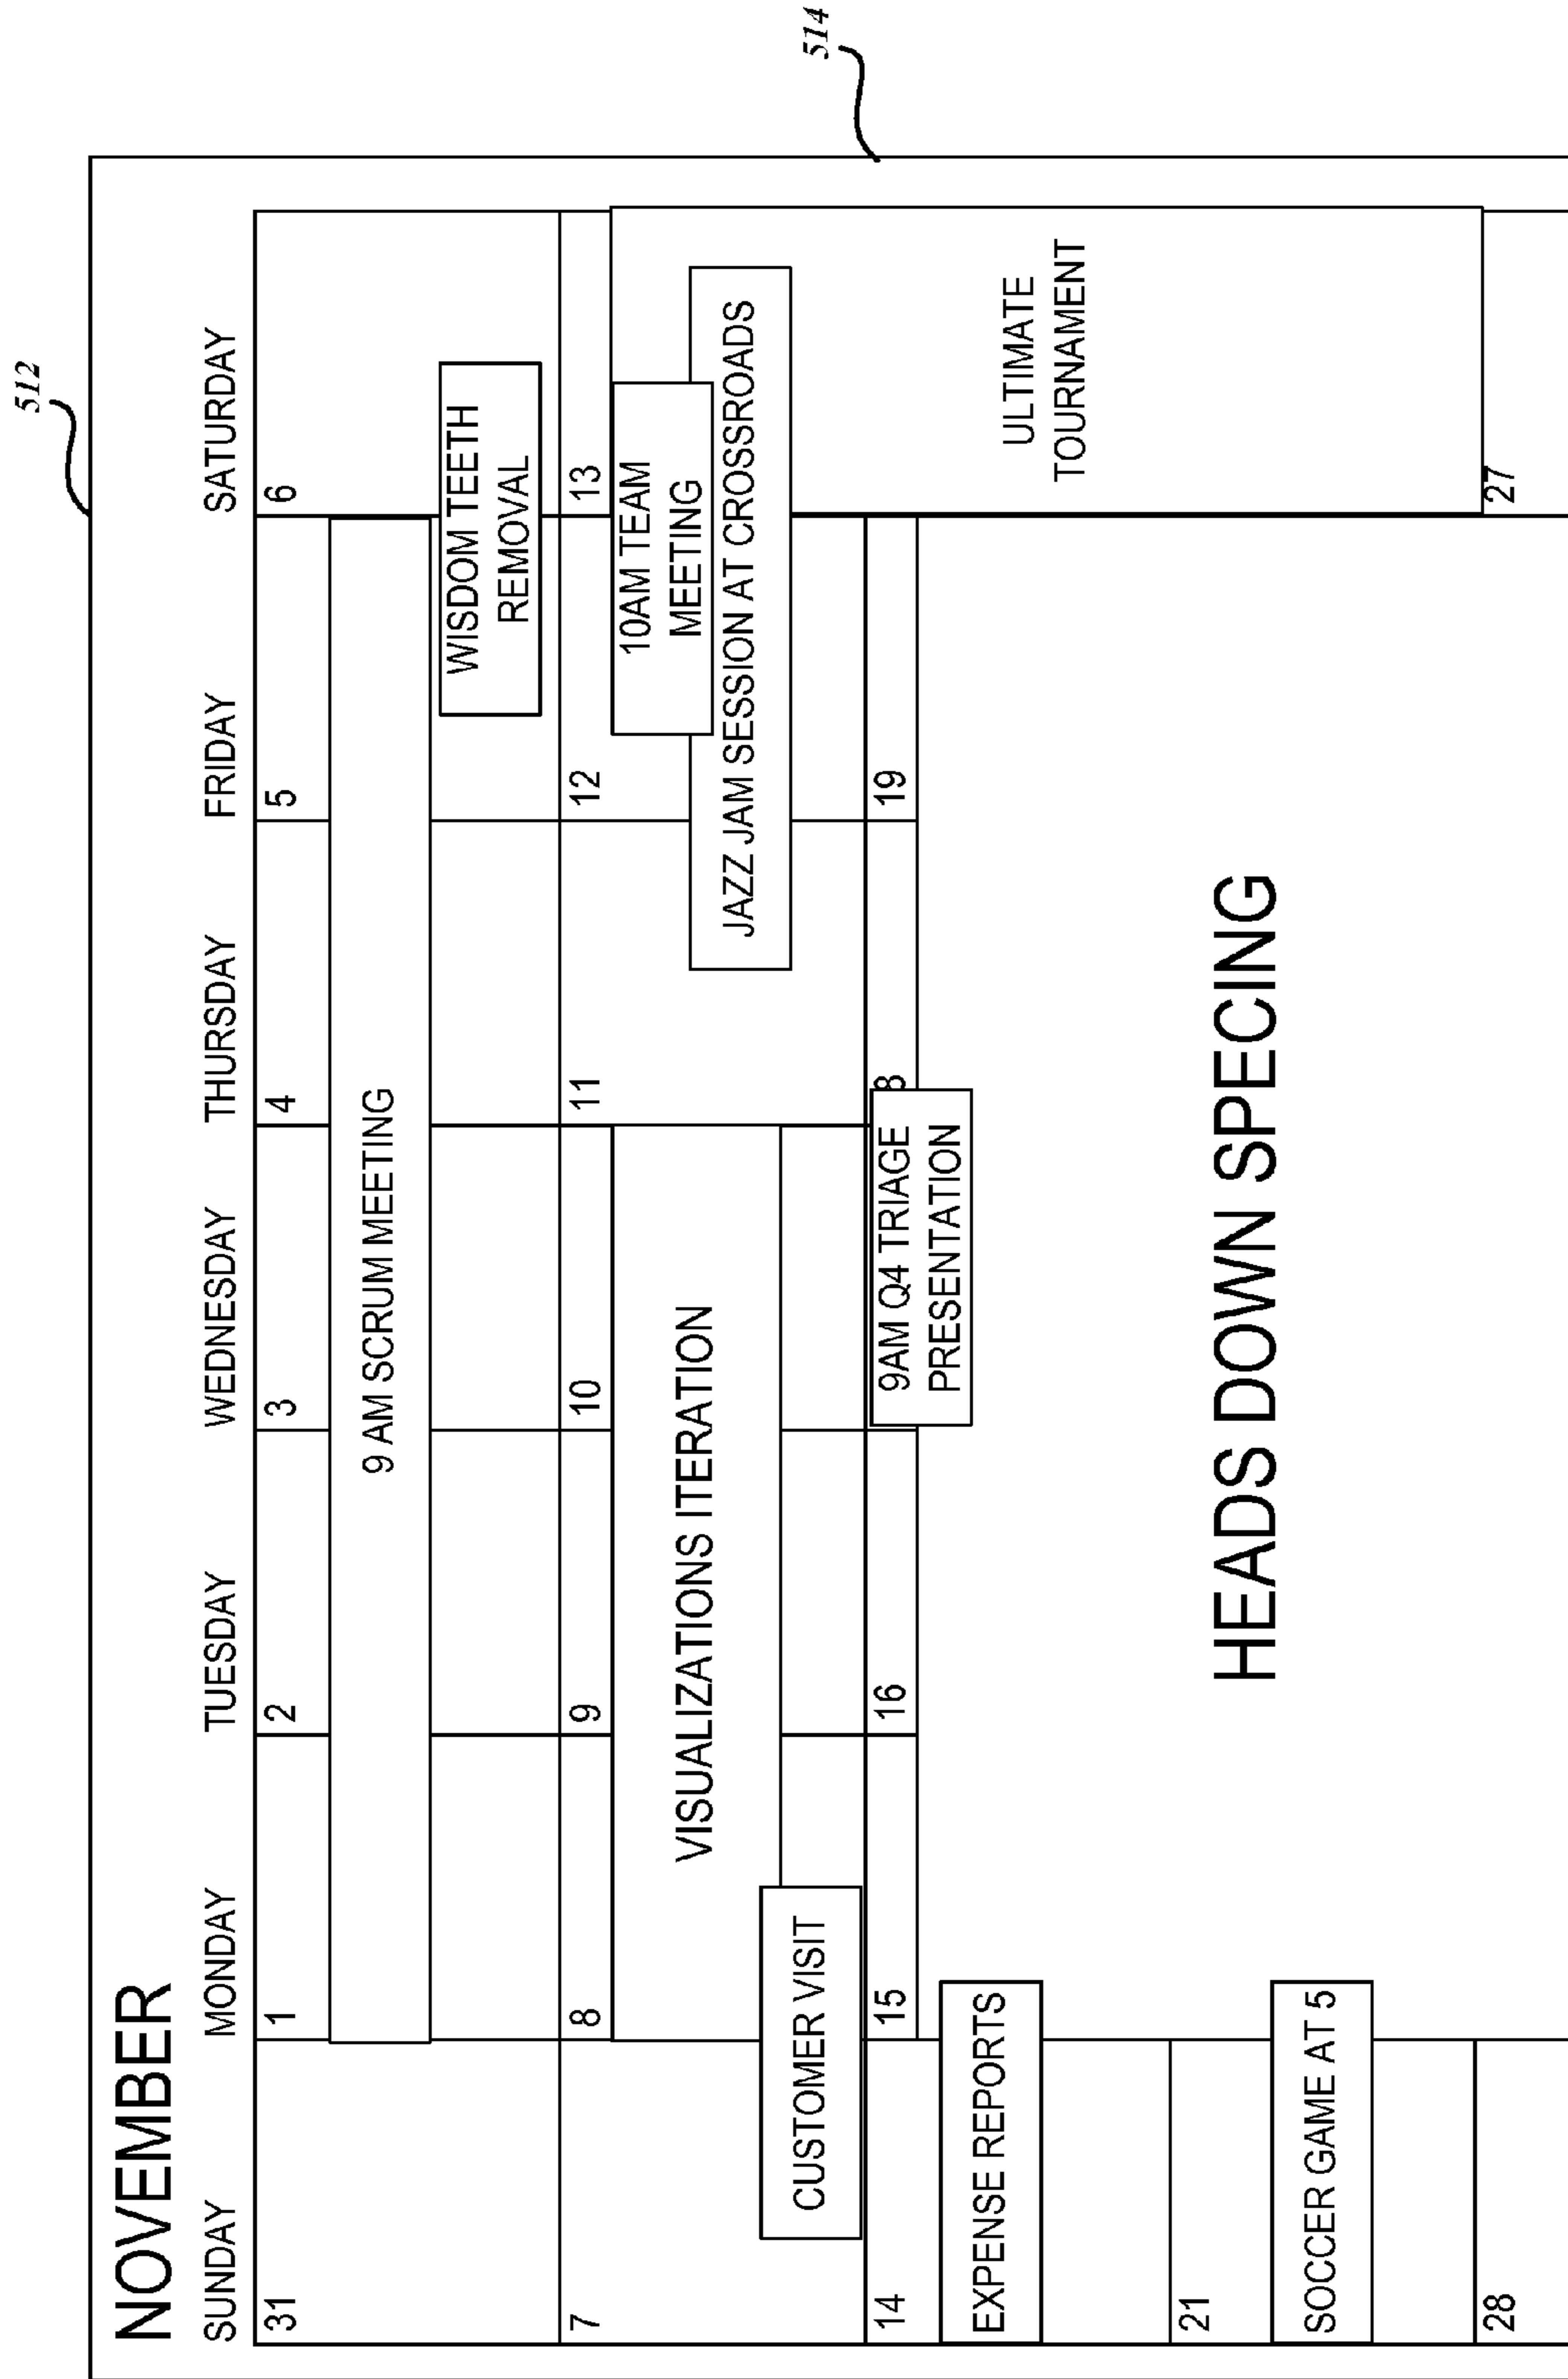 512
514
NOVEMBER
SUNDAY MONDAY TUESDAY WEDNESDAY THURSDAY FRIDAY SATURDAY
31 1 2 3 4 5 6
9 AM SCRUM MEETING
WISDOM TEETH
REMOVAL
7 8 9 10 11 12 13
10AM TEAM
MEETING
VISUALIZATIONS ITERATION
JAZZ JAM SESSION AT CROSSROADS
CUSTOMER VISIT
14 15 16 8 19
9AM Q4 TRIAGE
PRESENTATION
EXPENSE REPORTS
ULTIMATE
TOURNAMENT
21
HEADS DOWN SPECING
SOCCER GAME AT 5
28 27